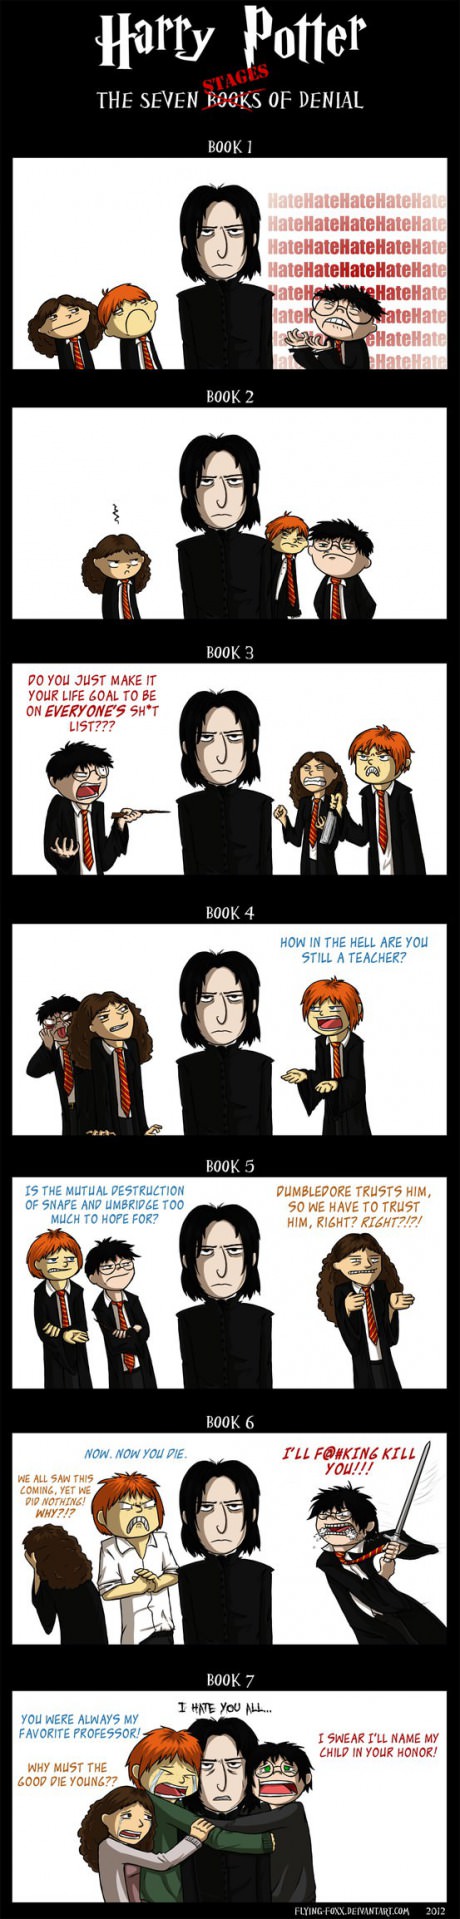 Harry Potter
STAGES
THE SEVEN BOOKS OF DENIAL
BOOK 1
HateHateHateHateHate
HateHateHateHateHate
HateHateHateHateHate
HateHateHateHateHate
BOOK 2
BOOK 3
DO YOU JUST MAKE IT
YOUR LIFE GOAL TO BE
ON EVERYONE'S SH*T
LIST???
BOOK 4
HOW IN THE HELL ARE YOU
STILL A TEACHER?
BOOK 5
IS THE MUTUAL DESTRUCTION
OF SNAPE AND UMBRIDGE TOO
MUCH TO HOPE FOR?
DUMBLEDORE TRUSTS HIM,
SO WE HAVE TO TRUST
HIM, RIGHT? RIGHT?!?!
BOOK 6
NOW. NOW YOU DIE.
WE ALL SAW THIS
COMING, YET WE
DID NOTHING!
WHY?!?
I'LL F@#KING KILL
YOU!!!
BOOK 7
I HATE YOU ALL...
YOU WERE ALWAYS MY
FAVORITE PROFESSOR!
WHY MUST THE
GOOD DIE YOUNG??
I SWEAR I'LL NAME MY
CHILD IN YOUR HONOR!
FLYING-FOXX.DEIVANTART.COM 2012